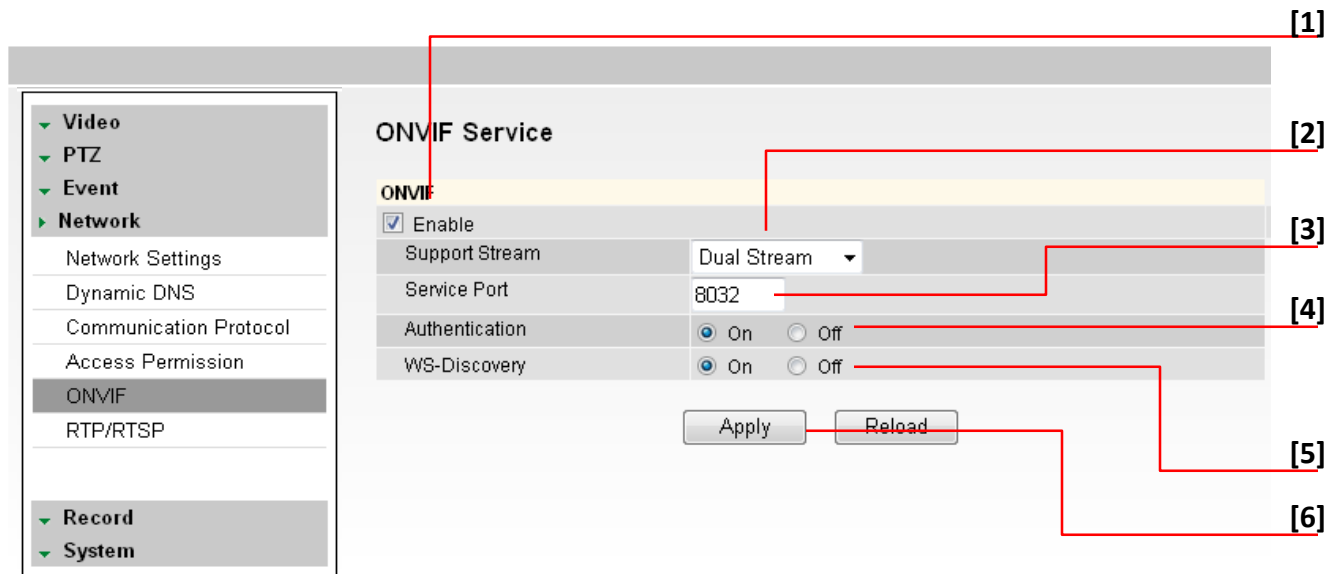 [1]
Video
PTZ
Event
Network
Network Settings
Dynamic DNS
Communication Protocol
Access Permission
ONVIF
RTP/RTSP
Record
System
ONVIF Service
[2]
ONVIF
Enable
Support Stream Dual Stream
[3]
Service Port 8032
[4]
Authentication On Off
WS-Discovery On Off
Apply Reload
[5]
[6]